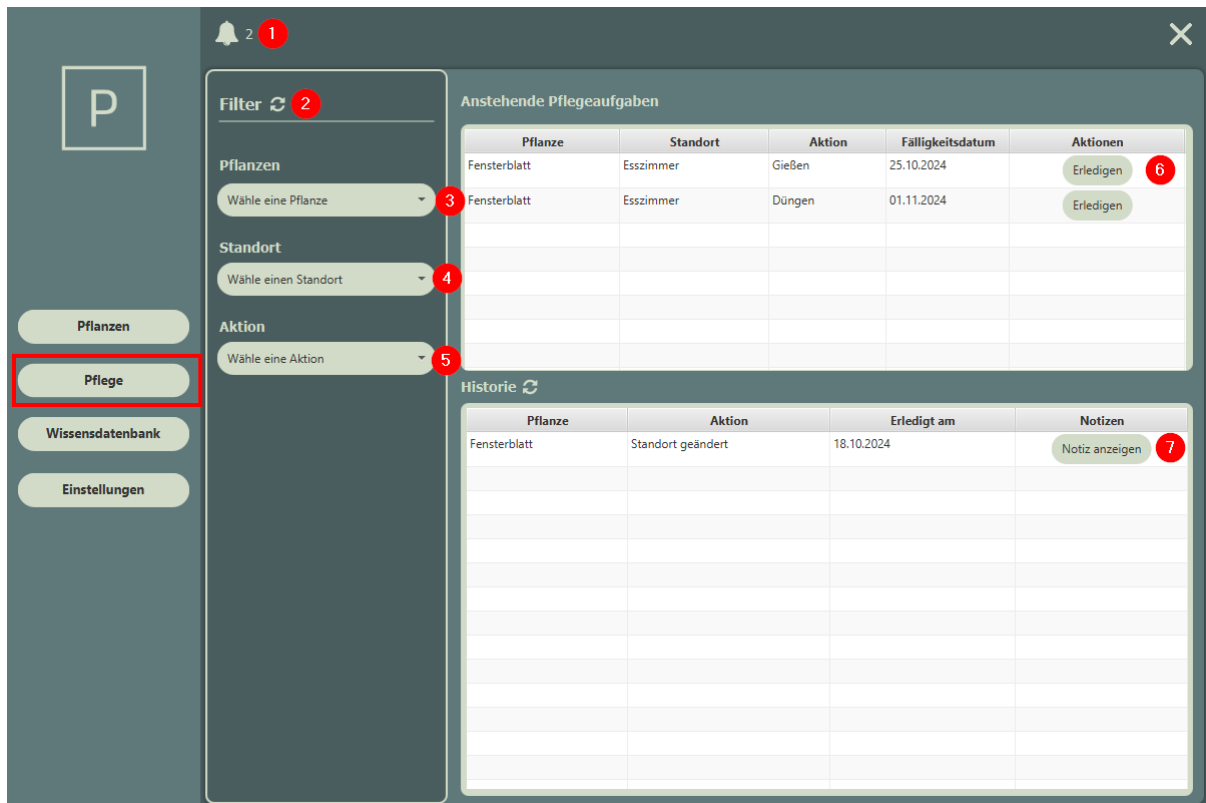 2 1
P
Pflanzen
Pflege
Wissensdatenbank
Einstellungen
Filter 2
Pflanzen
Wähle eine Pflanze 3
Standort
Wähle einen Standort 4
Aktion
Wähle eine Aktion 5
Anstehende Pflegeaufgaben
Pflanze Standort Aktion Fälligkeitsdatum Aktionen
Fensterblatt Esszimmer Gießen 25.10.2024 Erledigen 6
Fensterblatt Esszimmer Düngen 01.11.2024 Erledigen
Historie
Pflanze Aktion Erledigt am Notizen
Fensterblatt Standort geändert 18.10.2024 Notiz anzeigen 7